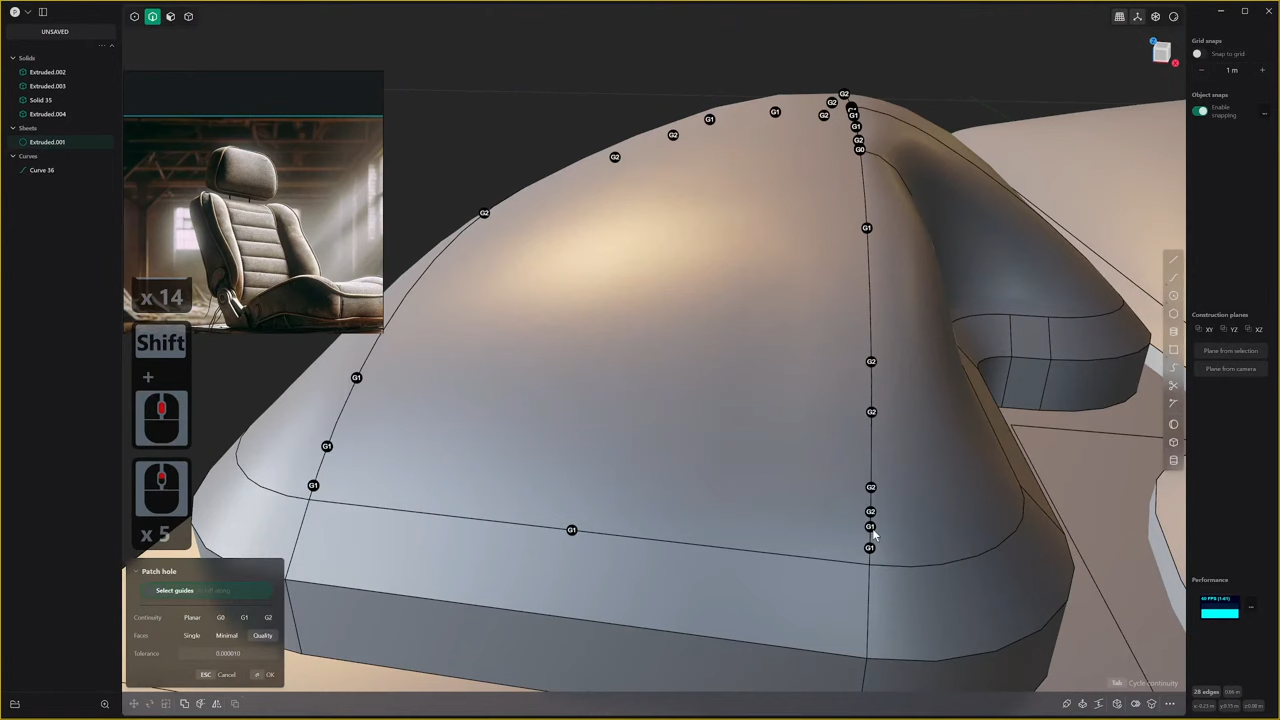 UNSAVED
Solids
Extruded.002
Extruded.003
Solid 35
Extruded.004
Sheets
Extruded.001
Curves
Curve 36
x 14
Shift
+
x 5
Patch hole
Select guides
Continuity Planar G0 G1 G2
Faces Single Minimal Quality
Tolerance 0.000010
ESC Cancel OK
G2
G2
G1 G1 G2 G1
G1
G2 G2
G2 G0
G2
G1
G1 G2
G2
G1
G1 G2
G2
G1 G1
G1
Tab Cycle continuity
Grid snaps
Snap to grid
− 1 m +
Object snaps
Enable
snapping
Construction planes
XY YZ XZ
Plane from selection
Plane from camera
Performance
28 edges 0.66 m